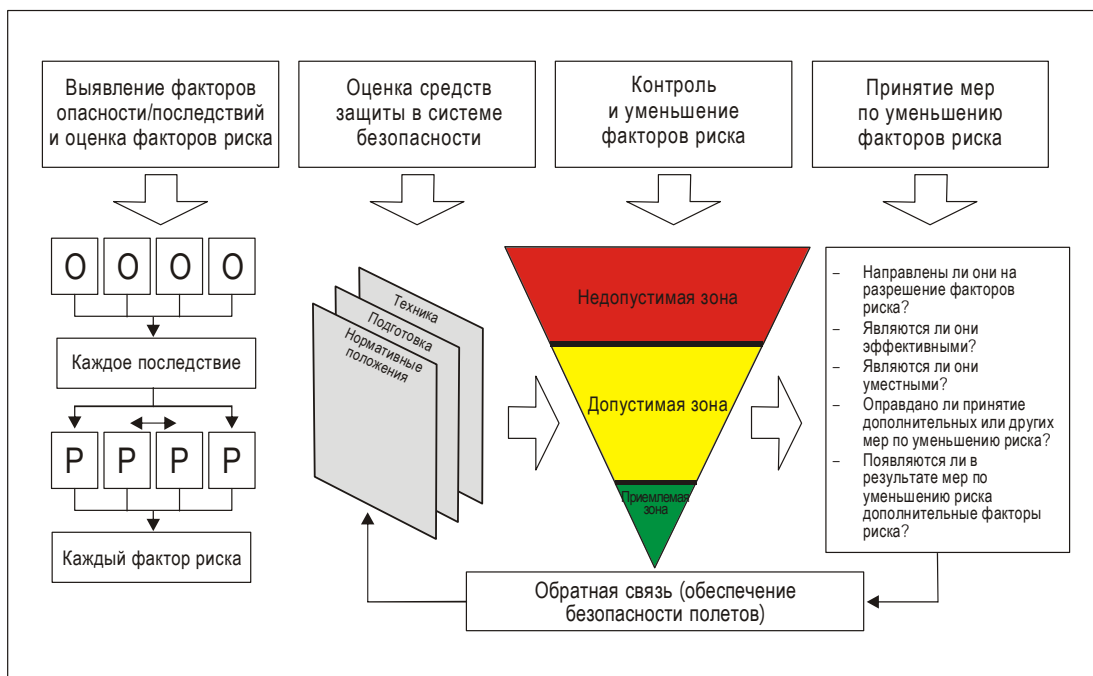 Выявление факторов
опасности/последствий
и оценка факторов риска
Оценка средств
защиты в системе
безопасности
Контроль
и уменьшение
факторов риска
Принятие мер
по уменьшению
факторов риска
О О О О
Каждое последствие
Р Р Р Р
Каждый фактор риска
Техника
Подготовка
Нормативные
положения
Недопустимая зона
Допустимая зона
Приемлемая
зона
– Направлены ли они на
разрешение факторов
риска?
– Являются ли они
эффективными?
– Являются ли они
уместными?
– Оправдано ли принятие
дополнительных или других
мер по уменьшению риска?
– Появляются ли в
результате мер по
уменьшению риска
дополнительные факторы
риска?
Обратная связь (обеспечение
безопасности полетов)